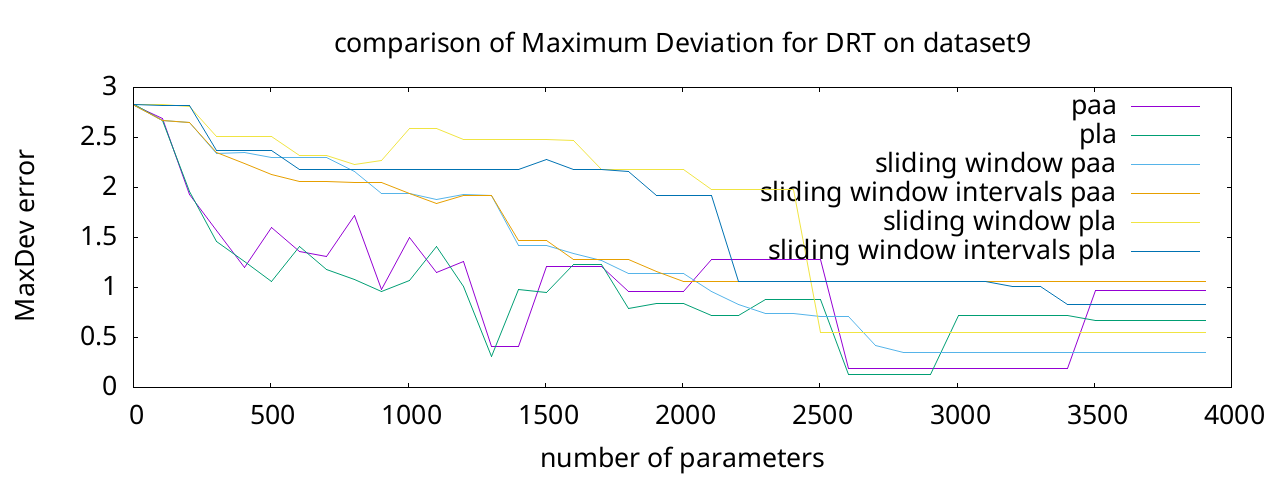 comparison of Maximum Deviation for DRT on dataset9
3
2.5
2
1.5
1
0.5
0
MaxDev error
paa
pla
sliding window paa
sliding window intervals paa
sliding window pla
sliding window intervals pla
0 500 1000 1500 2000 2500 3000 3500 4000
number of parameters